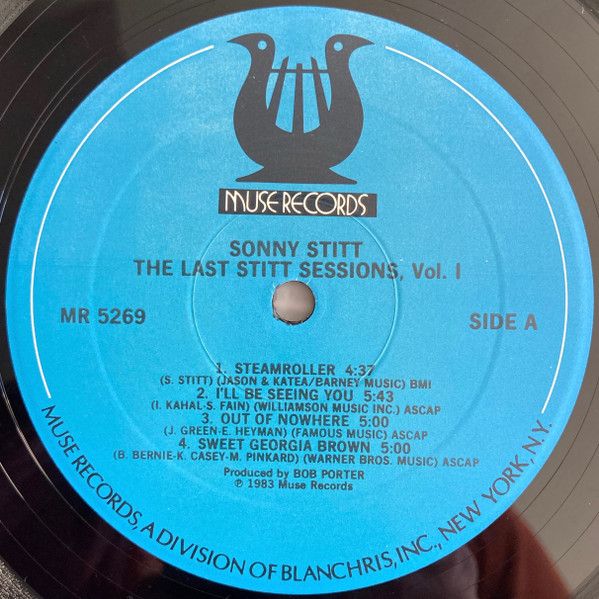 MUSE RECORDS
SONNY STITT
THE LAST STITT SESSIONS, Vol. I
MR 5269
SIDE A
1. STEAMROLLER 4:37
(S. STITT) (JASON & KATEA/BARNEY MUSIC) BMI
2. I'LL BE SEEING YOU 5:43
(I. KAHAL-S. FAIN) (WILLIAMSON MUSIC INC.) ASCAP
3. OUT OF NOWHERE 5:00
(J. GREEN-E. HEYMAN) (FAMOUS MUSIC) ASCAP
4. SWEET GEORGIA BROWN 5:00
(B. BERNIE-K. CASEY-M. PINKARD) (WARNER BROS. MUSIC) ASCAP
Produced by BOB PORTER
℗ 1983 Muse Records
MUSE RECORDS, A DIVISION OF BLANCHRIS, INC., NEW YORK, N.Y.